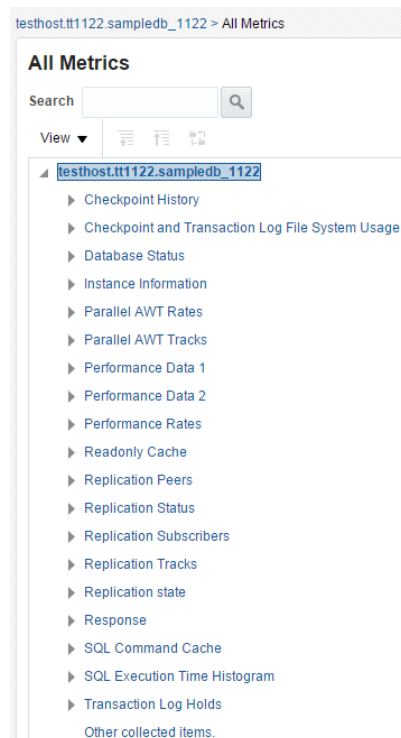 testhost.tt1122.sampledb_1122 > All Metrics
All Metrics
Search
View
testhost.tt1122.sampledb_1122
Checkpoint History
Checkpoint and Transaction Log File System Usage
Database Status
Instance Information
Parallel AWT Rates
Parallel AWT Tracks
Performance Data 1
Performance Data 2
Performance Rates
Readonly Cache
Replication Peers
Replication Status
Replication Subscribers
Replication Tracks
Replication state
Response
SQL Command Cache
SQL Execution Time Histogram
Transaction Log Holds
Other collected items.